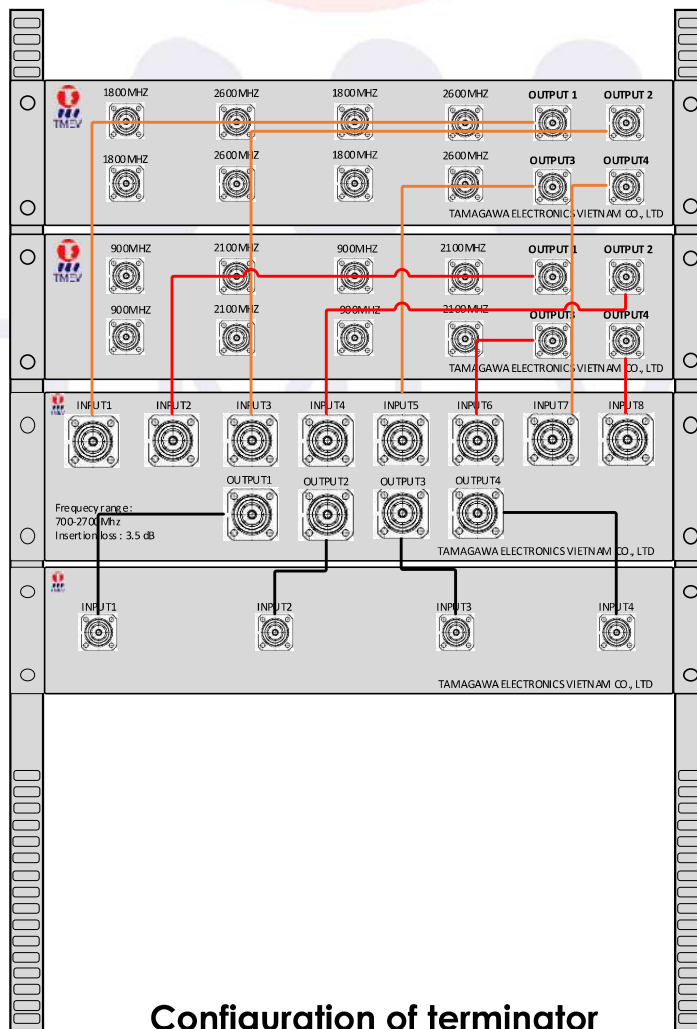 1800MHZ 2600MHZ 1800MHZ 2600MHZ OUTPUT 1 OUTPUT 2
TMEV
1800MHZ 2600MHZ 1800MHZ 2600MHZ OUTPUT3 OUTPUT4
TAMAGAWA ELECTRONICS VIETNAM CO., LTD
900MHZ 2100MHZ 900MHZ 2100MHZ OUTPUT 1 OUTPUT 2
TMEV
900MHZ 2100MHZ 900MHZ 2100MHZ OUTPUT3 OUTPUT4
TAMAGAWA ELECTRONICS VIETNAM CO., LTD
INPUT1 INPUT2 INPUT3 INPUT4 INPUT5 INPUT6 INPUT7 INPUT8
OUTPUT1 OUTPUT2 OUTPUT3 OUTPUT4
Frequecy range:
700-2700Mhz
Insertion loss : 3.5 dB
TAMAGAWA ELECTRONICS VIETNAM CO., LTD
INPUT1 INPUT2 INPUT3 INPUT4
TAMAGAWA ELECTRONICS VIETNAM CO., LTD
Configuration of terminator